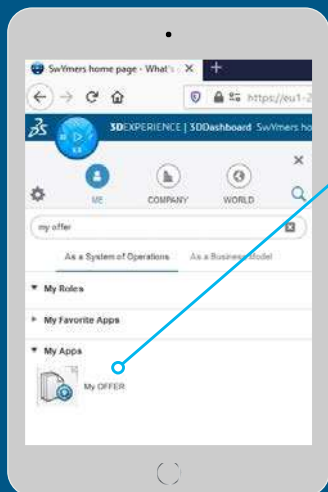 SwYmers home page - What's
https://eu1-2
3DEXPERIENCE | 3DDashboard SwYmers ho
ME
COMPANY
WORLD
my offer
As a System of Operations
As a Business Model
My Roles
My Favorite Apps
My Apps
My OFFER